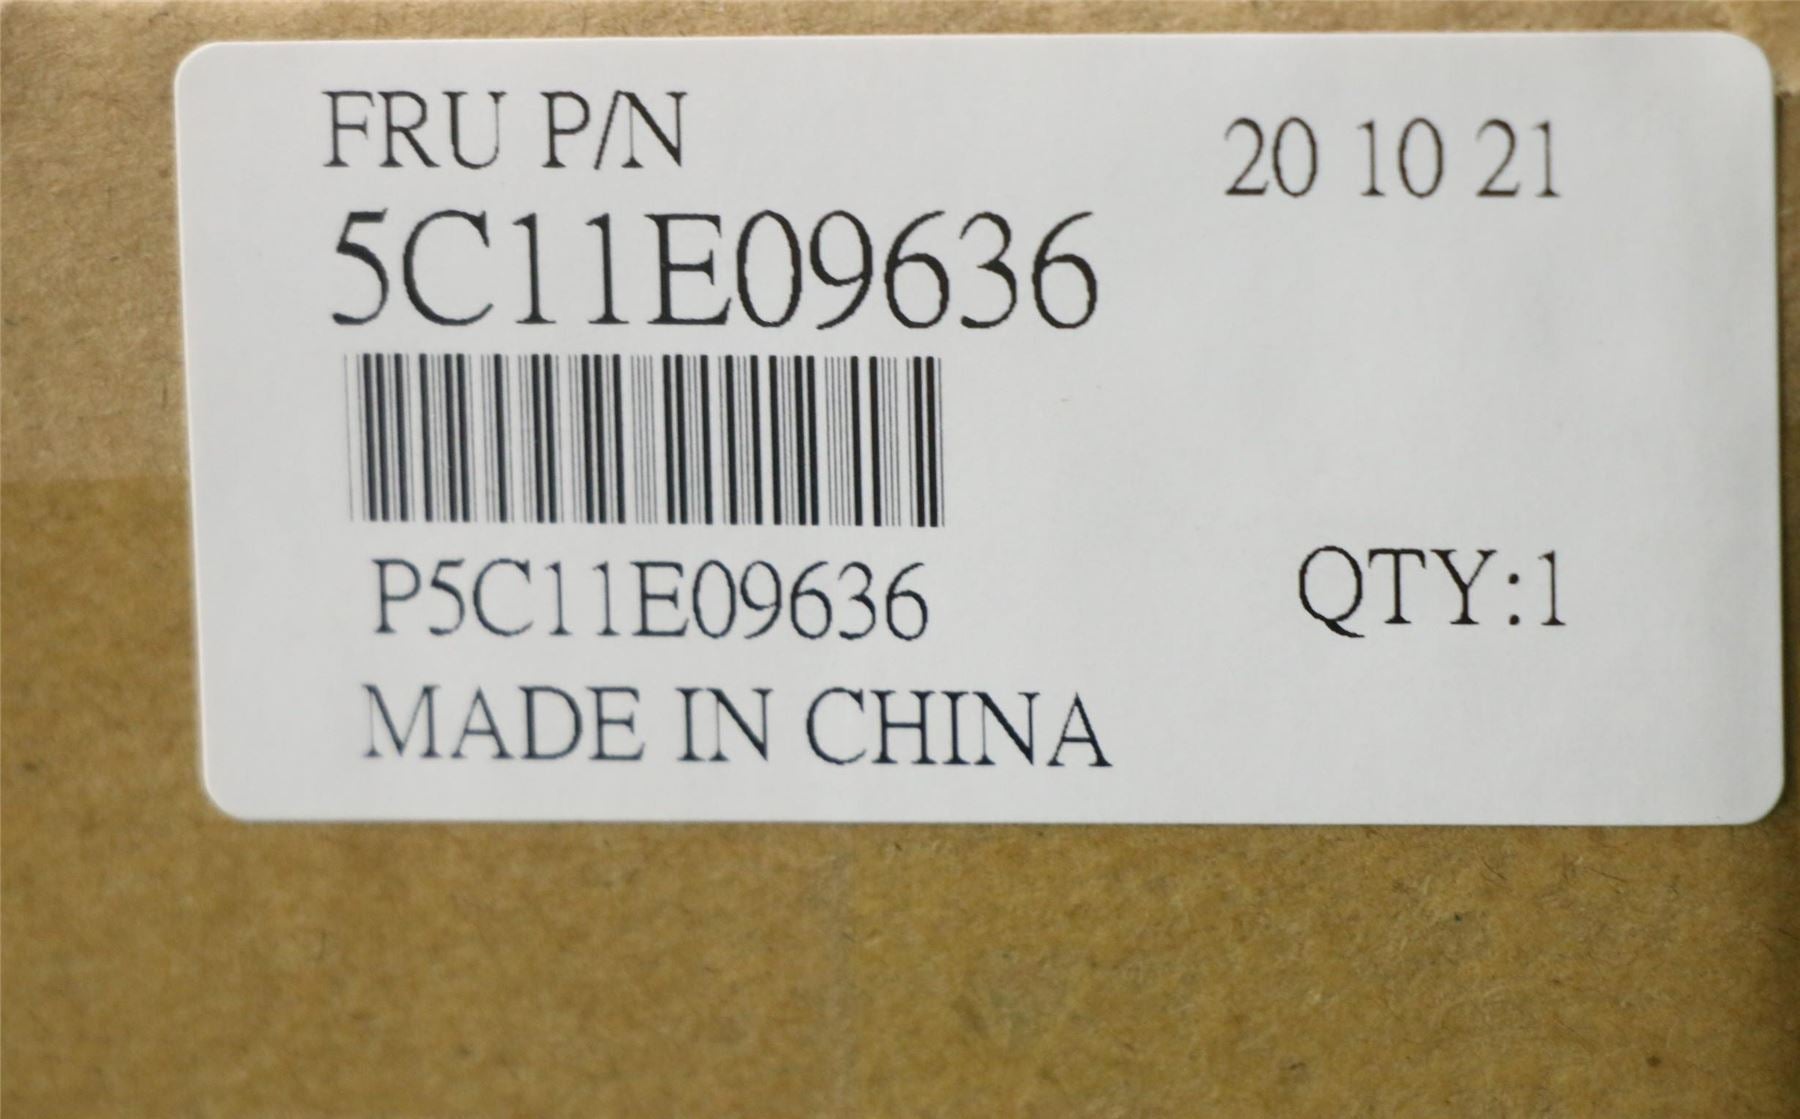 FRU P/N
20 10 21
5C11E09636
P5C11E09636
QTY:1
MADE IN CHINA